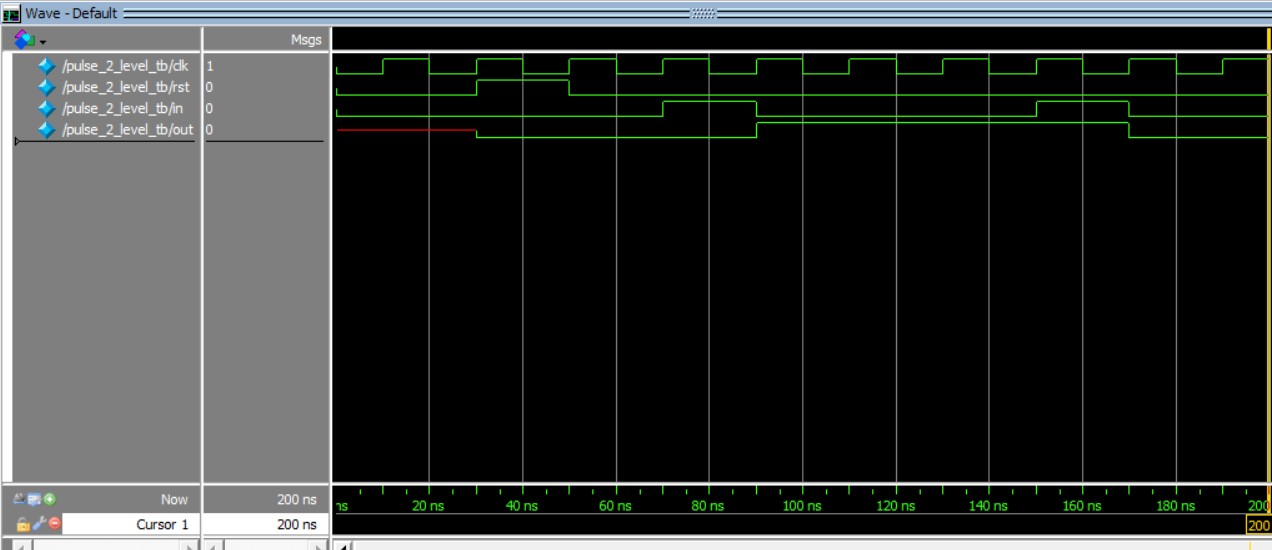 Wave - Default
Msgs
/pulse_2_level_tb/clk 1
/pulse_2_level_tb/rst 0
/pulse_2_level_tb/in 0
/pulse_2_level_tb/out 0
Now 200 ns ns 20 ns 40 ns 60 ns 80 ns 100 ns 120 ns 140 ns 160 ns 180 ns 200
Cursor 1 200 ns 200